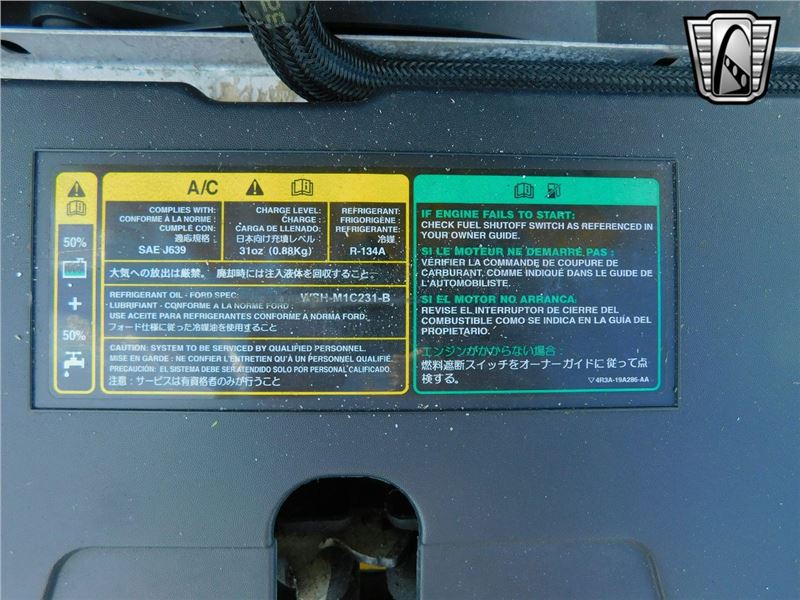 50%
+
50%
A/C
COMPLIES WITH:
CONFORME À LA NORME :
CUMPLE CON:
適応規格 :
SAE J639
CHARGE LEVEL:
CHARGE :
CARGA DE LLENADO:
日本向け充填レベル :
31oz (0.88Kg)
REFRIGERANT:
FRIGORIGÈNE :
REFRIGERANTE:
冷媒
R-134A
大気への放出は厳禁。廃却時には注入液体を回収すること.
REFRIGERANT OIL - FORD SPEC: WSH-M1C231-B
LUBRIFIANT - CONFORME À LA NORME FORD :
USE ACEITE PARA REFRIGERANTES CONFORME A NORMA FORD:
フォード仕様に従った冷媒油を使用すること
CAUTION: SYSTEM TO BE SERVICED BY QUALIFIED PERSONNEL.
MISE EN GARDE : NE CONFIER L'ENTRETIEN QU'À UN PERSONNEL QUALIFIÉ.
PRECAUCIÓN: EL SISTEMA DEBE SER ATENDIDO SOLO POR PERSONAL CALIFICADO.
注意 : サービスは有資格者のみが行うこと
IF ENGINE FAILS TO START:
CHECK FUEL SHUTOFF SWITCH AS REFERENCED IN
YOUR OWNER GUIDE.
SI LE MOTEUR NE DÉMARRE PAS :
VÉRIFIER LA COMMANDE DE COUPURE DE
CARBURANT, COMME INDIQUÉ DANS LE GUIDE DE
L'AUTOMOBILISTE.
SI EL MOTOR NO ARRANCA:
REVISE EL INTERRUPTOR DE CIERRE DEL
COMBUSTIBLE COMO SE INDICA EN LA GUÍA DEL
PROPIETARIO.
エンジンがかからない場合
燃料遮断スイッチをオーナーガイドに従って点
検する。
4R3A-19A286-AA